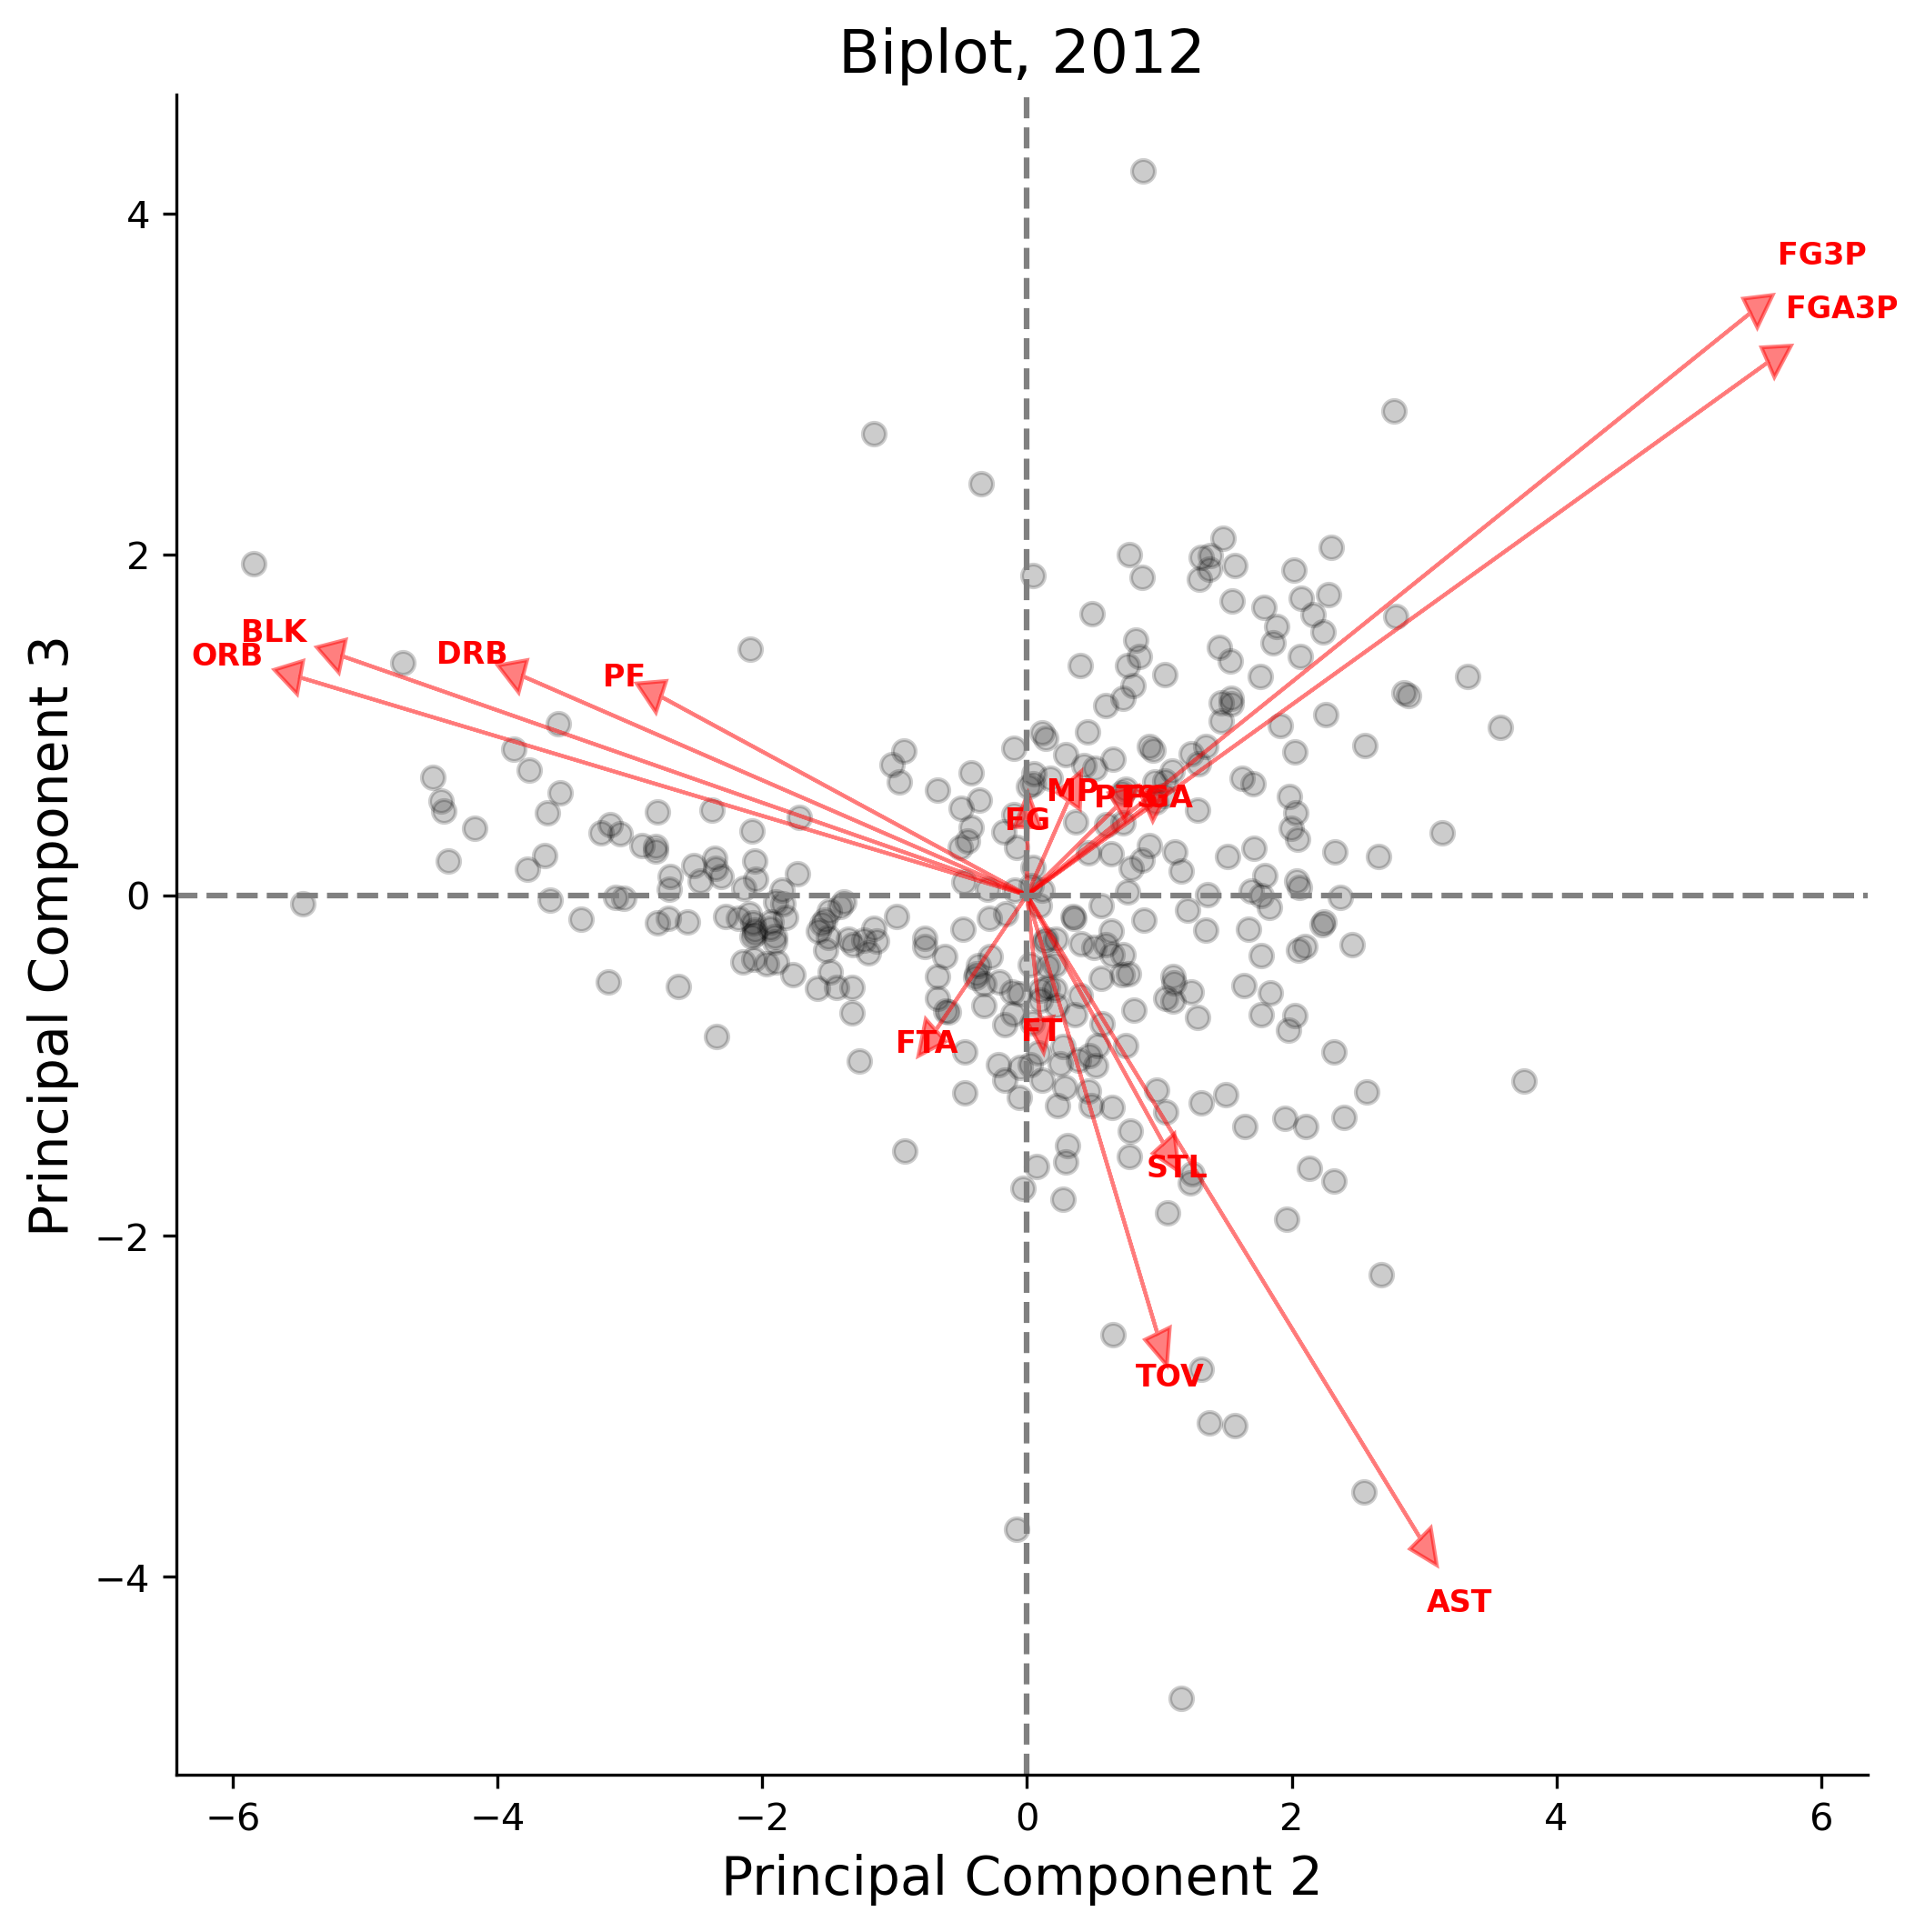 Biplot, 2012
Principal Component 3
4
2
0
−2
−4
FG3P
FGA3P
BLK
ORB
DRB
PF
MP
PTS
FGA
FG
FTA
FT
STL
TOV
AST
−6
−4
−2
0
2
4
6
Principal Component 2